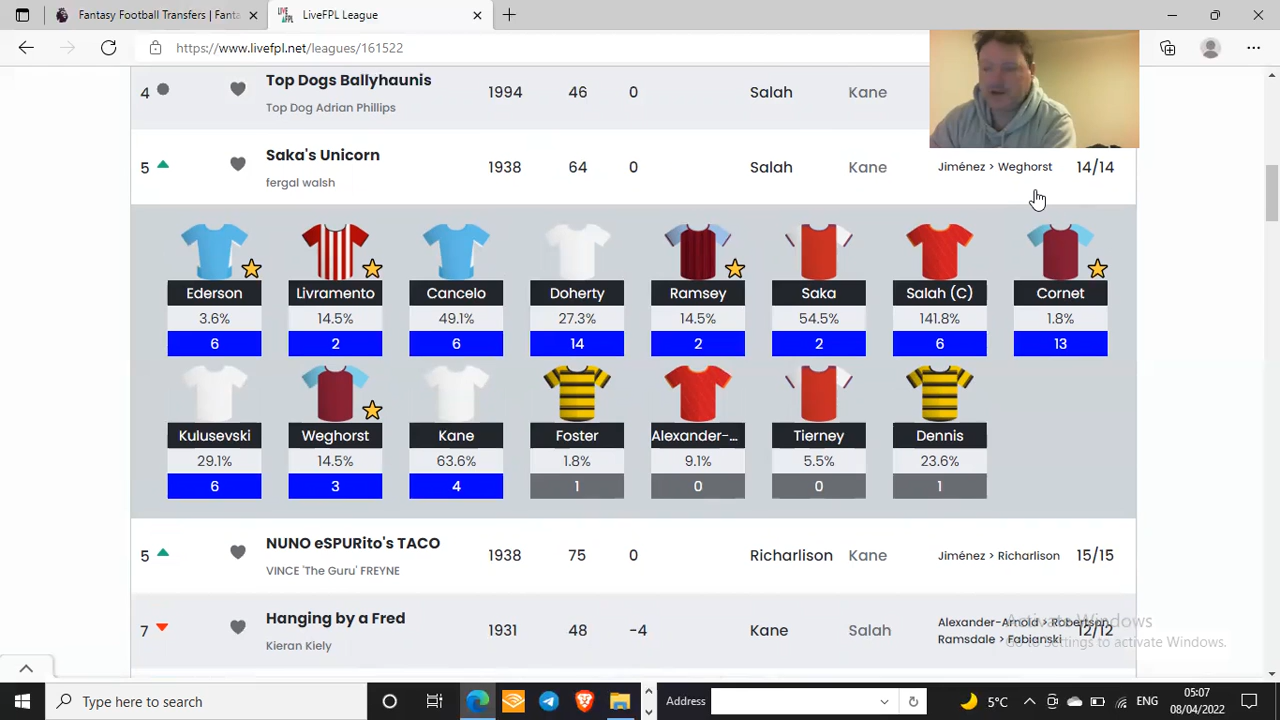 Fantasy Football Transfers | Fanta
LiveFPL League
https://www.livefpl.net/leagues/161522
4 Top Dogs Ballyhaunis 1994 46 0 Salah Kane
Top Dog Adrian Phillips
5 Saka's Unicorn 1938 64 0 Salah Kane Jiménez > Weghorst 14/14
fergal walsh
Ederson Livramento Cancelo Doherty Ramsey Saka Salah (C) Cornet
3.6% 14.5% 49.1% 27.3% 14.5% 54.5% 141.8% 1.8%
6 2 6 14 2 2 6 13
Kulusevski Weghorst Kane Foster Alexander-... Tierney Dennis
29.1% 14.5% 63.6% 1.8% 9.1% 5.5% 23.6%
6 3 4 1 0 0 1
5 NUNO eSPURito's TACO 1938 75 0 Richarlison Kane Jiménez > Richarlison 15/15
VINCE 'The Guru' FREYNE
7 Hanging by a Fred 1931 48 -4 Kane Salah Alexander-Arnold > Robertson, 12/12
Kieran Kiely Ramsdale > Fabianski
Activate Windows
Go to Settings to activate Windows.
Type here to search
Address
5°C
ENG
05:07
08/04/2022